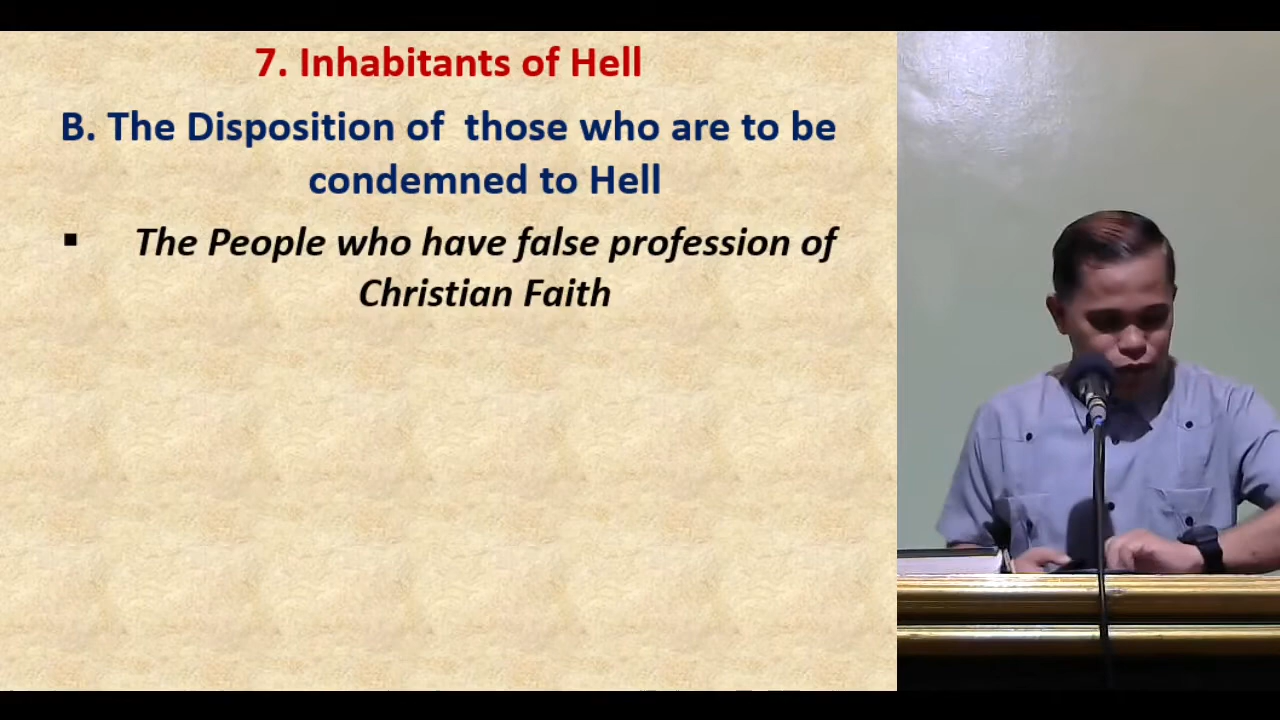 7. Inhabitants of Hell
B. The Disposition of those who are to be
condemned to Hell
▪ The People who have false profession of
Christian Faith